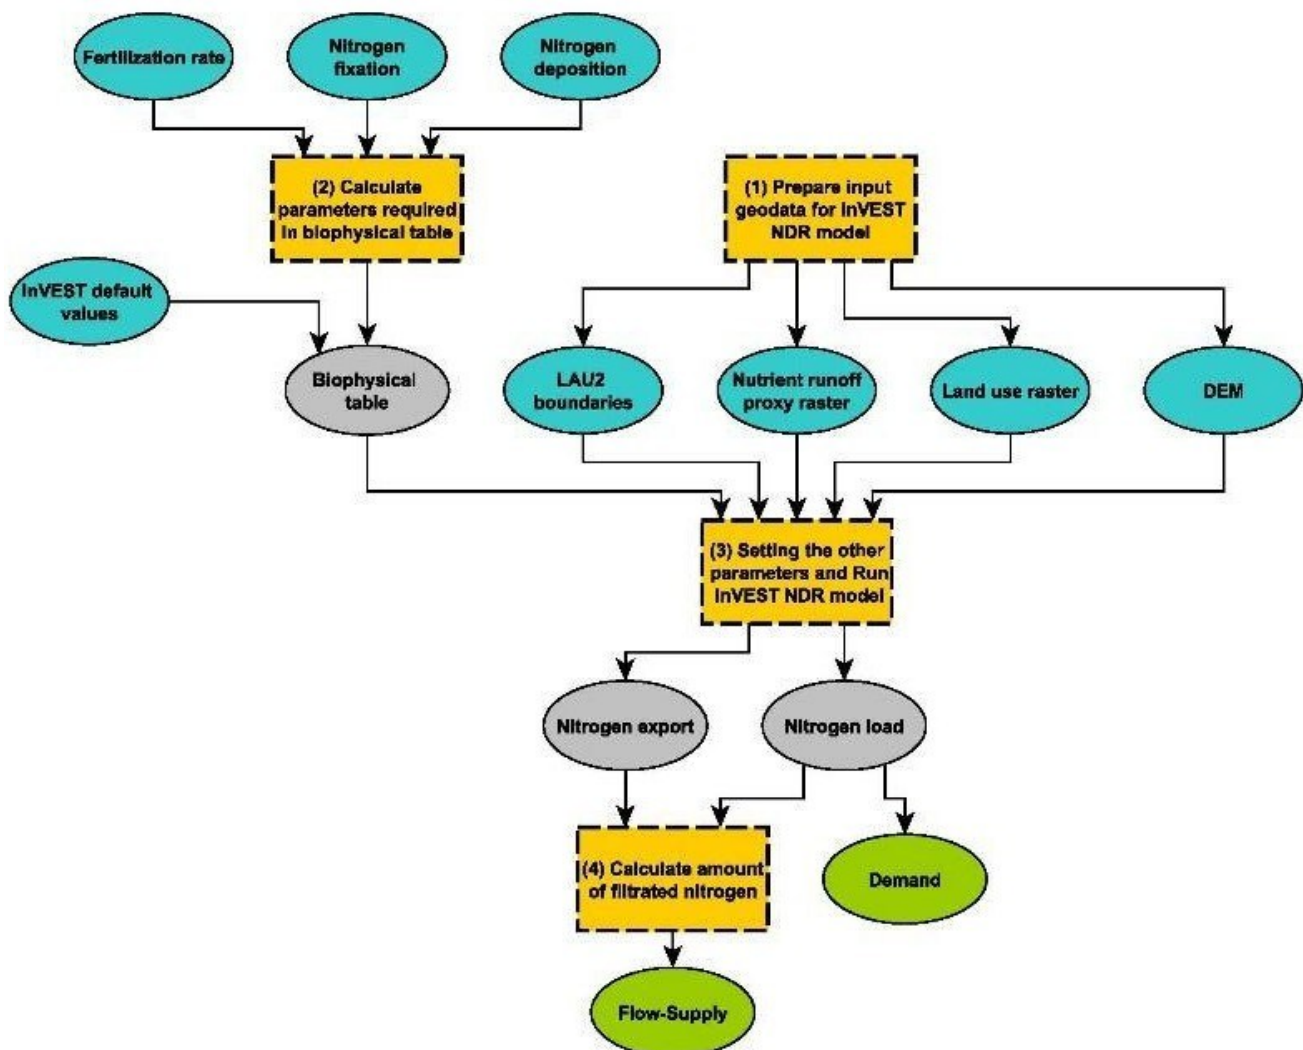 Fertilization rate
Nitrogen
fixation
Nitrogen
deposition
(2) Calculate
parameters required
in biophysical table
(1) Prepare input
geodata for InVEST
NDR model
InVEST default
values
Biophysical
table
LAU2
boundaries
Nutrient runoff
proxy raster
Land use raster
DEM
(3) Setting the other
parameters and Run
InVEST NDR model
Nitrogen export
Nitrogen load
(4) Calculate amount
of filtrated nitrogen
Demand
Flow-Supply